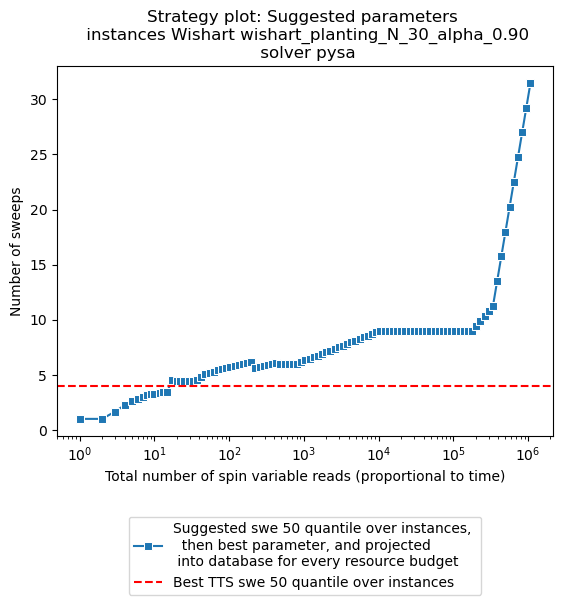 Strategy plot: Suggested parameters
instances Wishart wishart_planting_N_30_alpha_0.90
solver pysa
Number of sweeps
30
25
20
15
10
5
0
10^0
10^1
10^2
10^3
10^4
10^5
10^6
Total number of spin variable reads (proportional to time)
Suggested swe 50 quantile over instances,
then best parameter, and projected
into database for every resource budget
Best TTS swe 50 quantile over instances